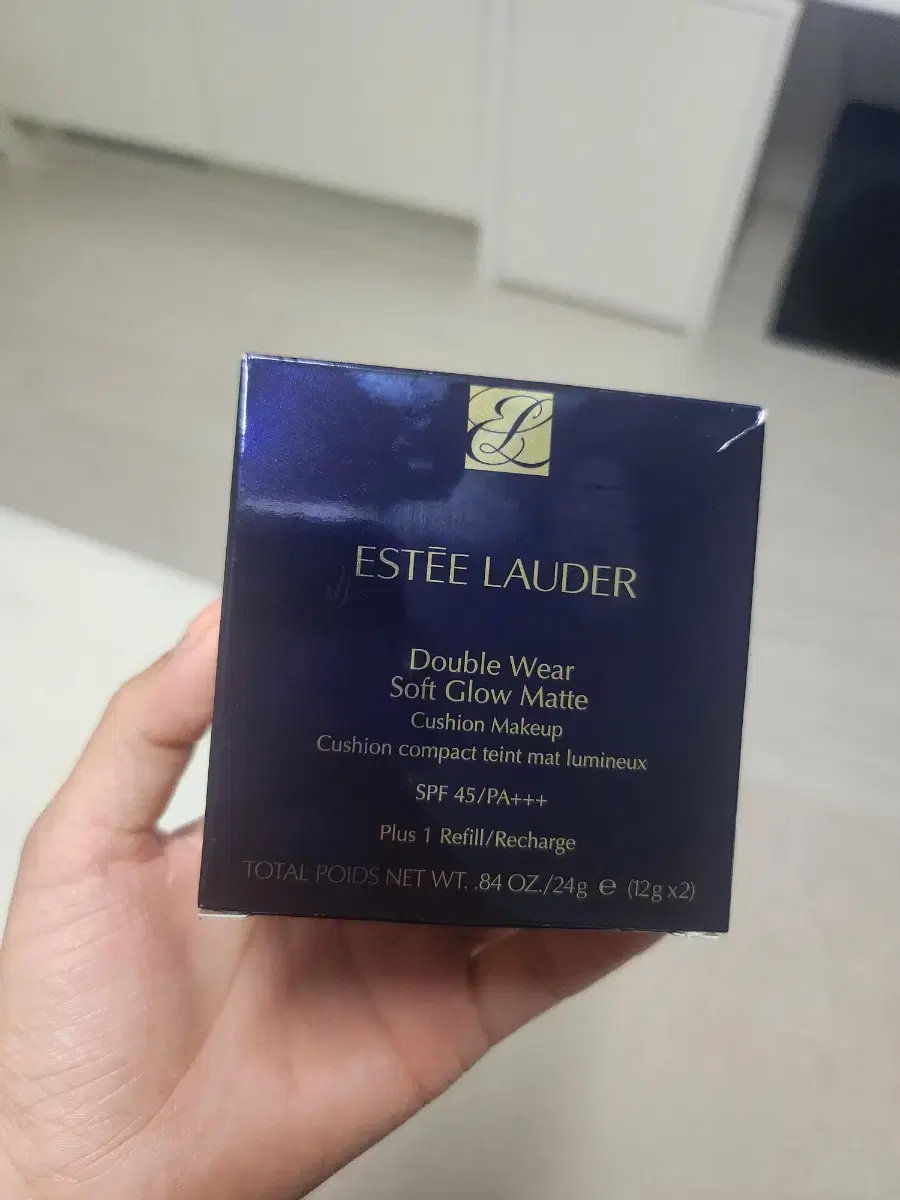 EL
ESTĒE LAUDER
Double Wear
Soft Glow Matte
Cushion Makeup
Cushion compact teint mat lumineux
SPF 45/PA+++
Plus 1 Refill/Recharge
TOTAL POIDS NET WT. .84 OZ./24g ℮ (12g x2)